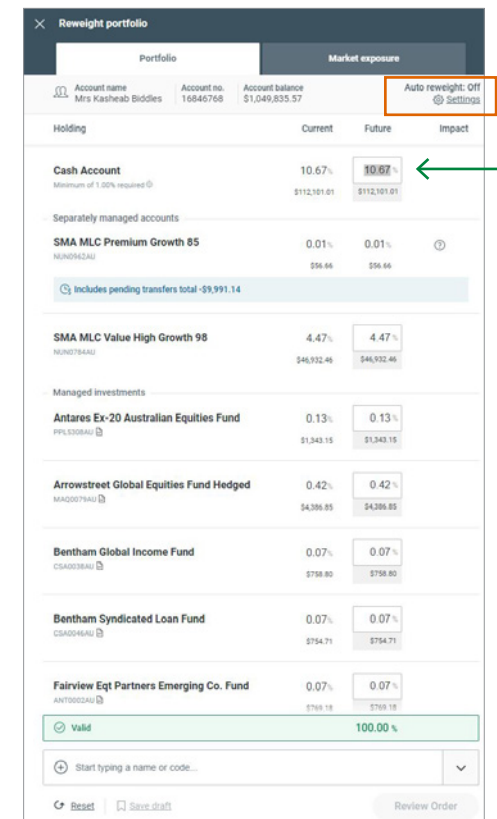 Reweight portfolio
Portfolio Market exposure
Account name Account no. Account balance Auto reweight: Off
Mrs Kasheab Biddles 16846768 $1,049,835.57 Settings
Holding Current Future Impact
Cash Account 10.67% 10.67%
Minimum of 1.00% required
$112,101.01 $112,101.01
Separately managed accounts
SMA MLC Premium Growth 85 0.01% 0.01%
NUN0962AU
$56.66 $56.66
Includes pending transfers total -$9,991.14
SMA MLC Value High Growth 98 4.47% 4.47%
NUN0784AU
$46,932.46 $46,932.46
Managed investments
Antares Ex-20 Australian Equities Fund 0.13% 0.13%
PPL5308AU
$1,343.15 $1,343.15
Arrowstreet Global Equities Fund Hedged 0.42% 0.42%
MAQ0079AU
$4,386.85 $4,386.85
Bentham Global Income Fund 0.07% 0.07%
CSA0038AU
$758.80 $758.80
Bentham Syndicated Loan Fund 0.07% 0.07%
CSA0046AU
$754.71 $754.71
Fairview Eqt Partners Emerging Co. Fund 0.07% 0.07%
ANT0002AU
$769.18 $769.18
Valid 100.00 %
Start typing a name or code...
Reset Save draft Review Order